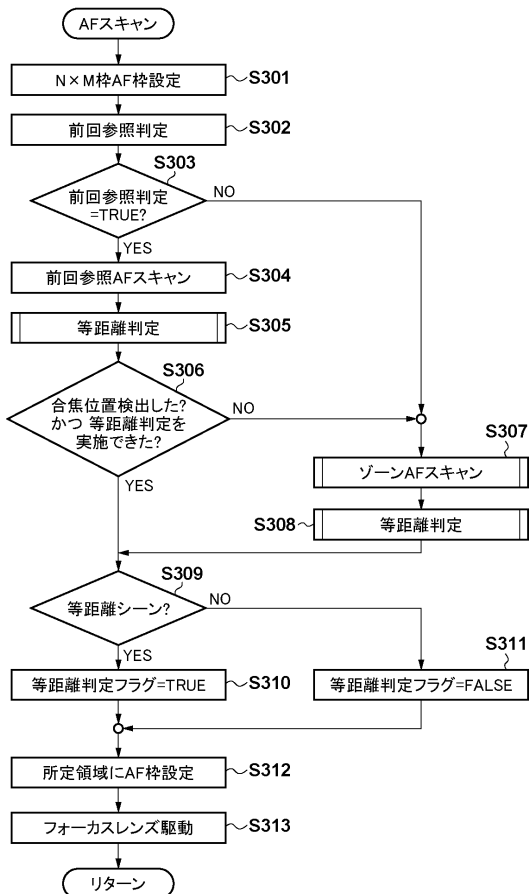 AFスキャン
N×M枠AF枠設定
S301
前回参照判定
S302
S303
前回参照判定
=TRUE?
NO
YES
前回参照AFスキャン
S304
等距離判定
S305
S306
合焦位置検出した?
かつ 等距離判定を
実施できた?
NO
YES
S307
ゾーンAFスキャン
S308
等距離判定
S309
等距離シーン?
NO
YES
S311
等距離判定フラグ=TRUE
S310
等距離判定フラグ=FALSE
所定領域にAF枠設定
S312
フォーカスレンズ駆動
S313
リターン